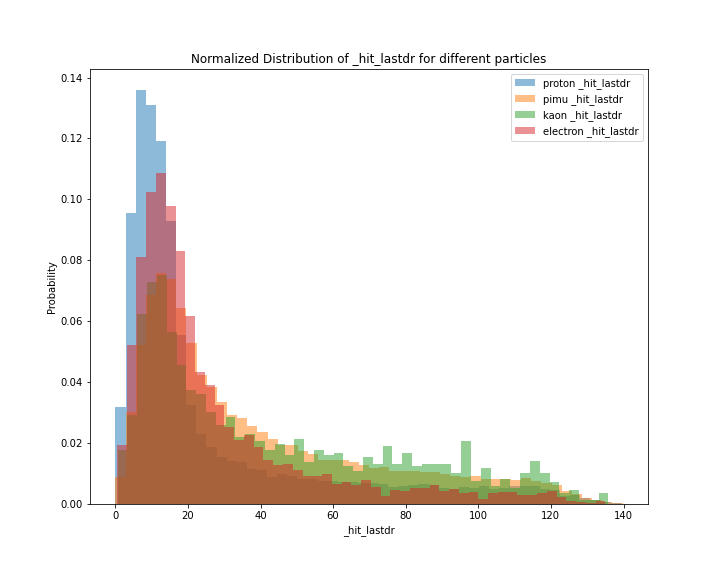 Normalized Distribution of _hit_lastdr for different particles
proton _hit_lastdr
pimu _hit_lastdr
kaon _hit_lastdr
electron _hit_lastdr
Probability
0.14
0.12
0.10
0.08
0.06
0.04
0.02
0.00
0 20 40 60 80 100 120 140
_hit_lastdr